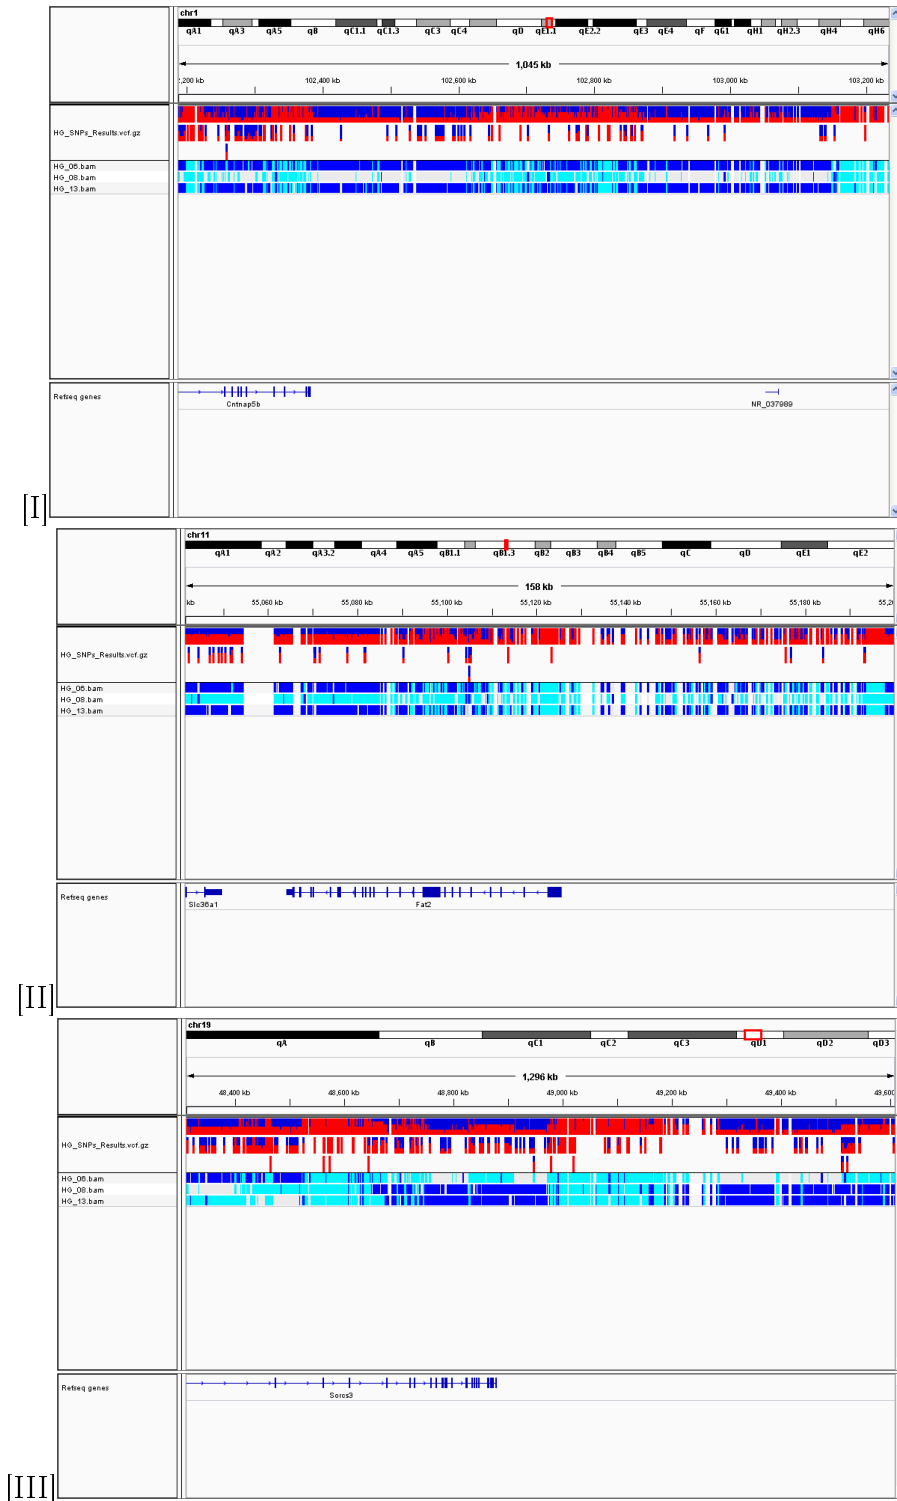 chr1
qA1 qA3 qA5 qB qC1.1 qC1.3 qC3 qC4 qD qE1.1 qE2.2 qE3 qE4 qF qG1 qH1 qH2.3 qH4 qH6
1,045 kb
,200 kb 102,400 kb 102,600 kb 102,800 kb 103,000 kb 103,200 kb
HG_SNPs_Results.vcf.gz
HG_06.bam
HG_08.bam
HG_13.bam
Refseq genes
Cntnap5b NR_037989
[I]
chr11
qA1 qA2 qA3.2 qA4 qA5 qB1.1 qB1.3 qB2 qB3 qB4 qB5 qC qD qE1 qE2
158 kb
kb 55,060 kb 55,080 kb 55,100 kb 55,120 kb 55,140 kb 55,160 kb 55,180 kb 55,2
HG_SNPs_Results.vcf.gz
HG_06.bam
HG_08.bam
HG_13.bam
Refseq genes
Slc36a1 Fat2
[II]
chr19
qA qB qC1 qC2 qC3 qD1 qD2 qD3
1,296 kb
48,400 kb 48,600 kb 48,800 kb 49,000 kb 49,200 kb 49,400 kb 49,600
HG_SNPs_Results.vcf.gz
HG_06.bam
HG_08.bam
HG_13.bam
Refseq genes
Sorcs3
[III]